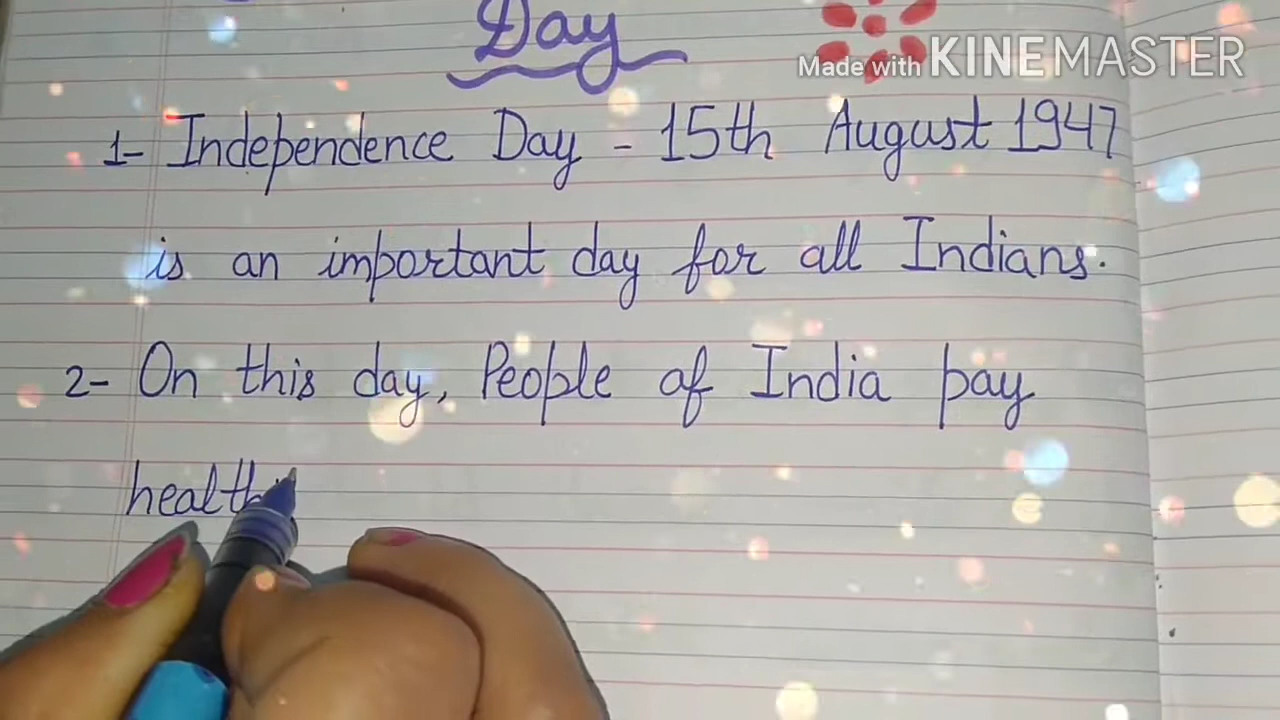 Day
Made with KINEMASTER
1- Independence Day - 15th August 1947
is an important day for all Indians.
2- On this day, People of India pay
health